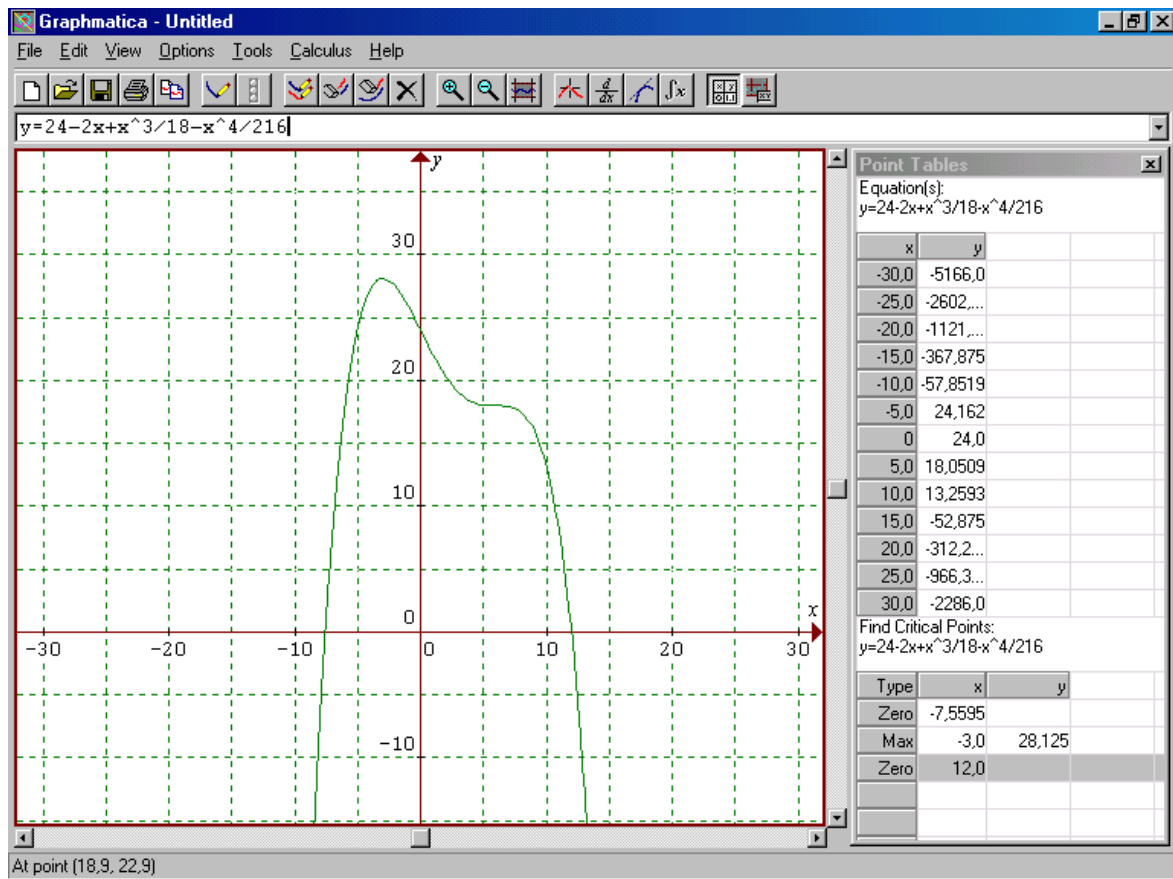 Graphmatica - Untitled
File Edit View Options Tools Calculus Help
y=24-2x+x^3/18-x^4/216
y
30
20
10
0
x
-30 -20 -10 0 10 20 30
-10
Point Tables
Equation(s):
y=24-2x+x^3/18-x^4/216
x y
-30,0 -5166,0
-25,0 -2602,...
-20,0 -1121,...
-15,0 -367,875
-10,0 -57,8519
-5,0 24,162
0 24,0
5,0 18,0509
10,0 13,2593
15,0 -52,875
20,0 -312,2...
25,0 -966,3...
30,0 -2286,0
Find Critical Points:
y=24-2x+x^3/18-x^4/216
Type x y
Zero -7,5595
Max -3,0 28,125
Zero 12,0
At point (18,9, 22,9)